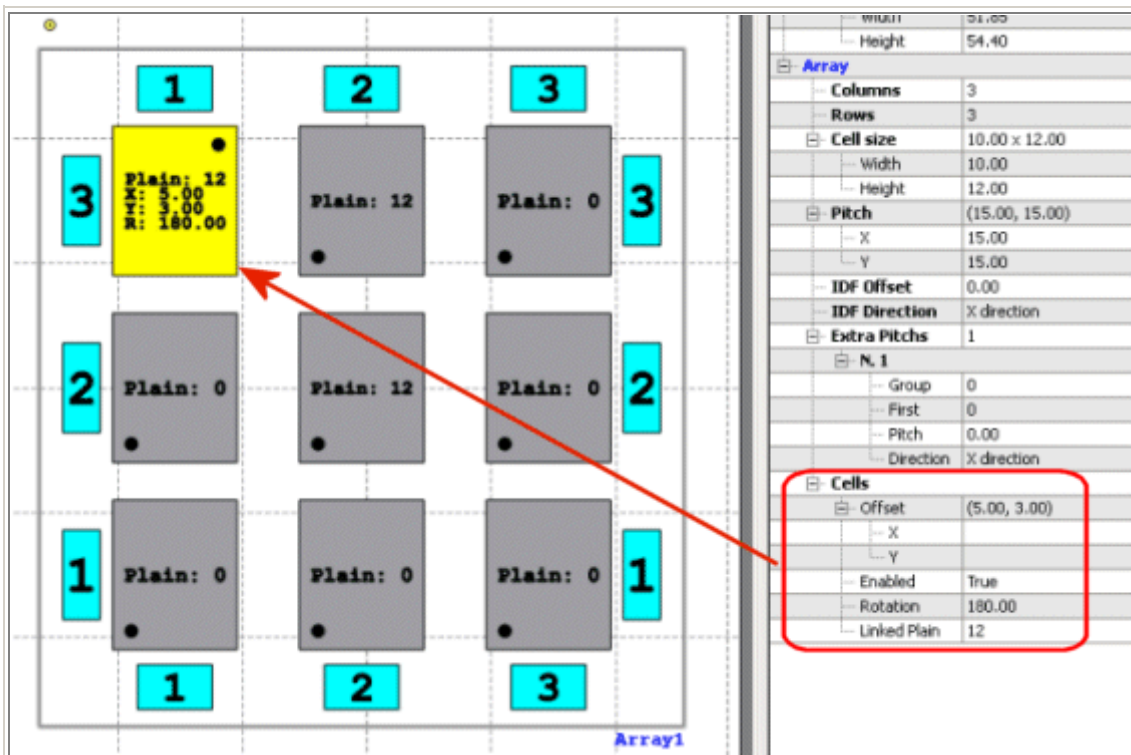 1 2 3
3 Plain: 12 Plain: 12 Plain: 0 3
X: 5.00
Y: 3.00
R: 180.00
2 Plain: 0 Plain: 12 Plain: 0 2
1 Plain: 0 Plain: 0 Plain: 0 1
1 2 3
Array1
Width 51.85
Height 54.40
Array
Columns 3
Rows 3
Cell size 10.00 x 12.00
Width 10.00
Height 12.00
Pitch (15.00, 15.00)
X 15.00
Y 15.00
IDF Offset 0.00
IDF Direction X direction
Extra Pitchs 1
N. 1
Group 0
First 0
Pitch 0.00
Direction X direction
Cells
Offset (5.00, 3.00)
X
Y
Enabled True
Rotation 180.00
Linked Plain 12